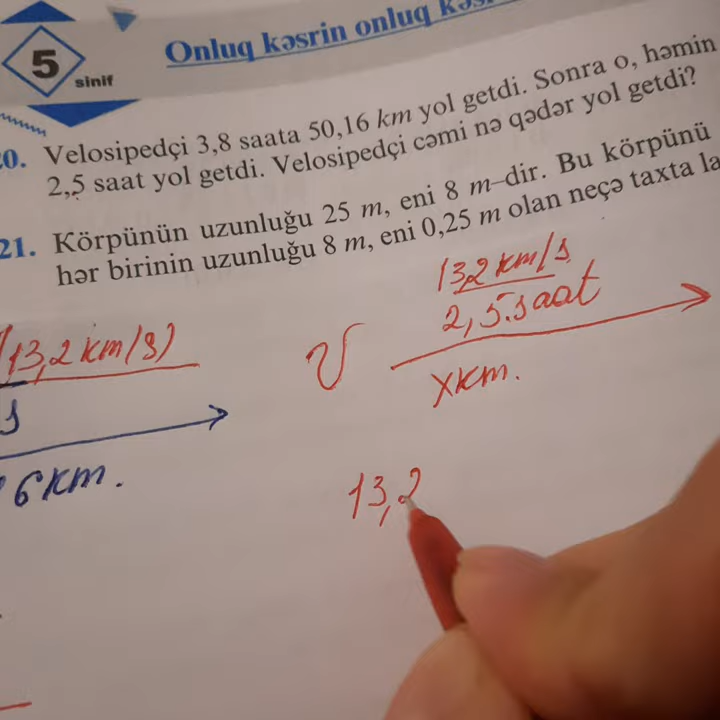 5
sinif
Onluq kəsrin onluq
20. Velosipedçi 3,8 saata 50,16 km yol getdi. Sonra o, həmin
2,5 saat yol getdi. Velosipedçi cəmi nə qədər yol getdi?
21. Körpünün uzunluğu 25 m, eni 8 m–dir. Bu körpünü
hər birinin uzunluğu 8 m, eni 0,25 m olan neçə taxta
13,2 km/s
2,5.saat
13,2 km/s)
V
xkm.
6 km.
13,2